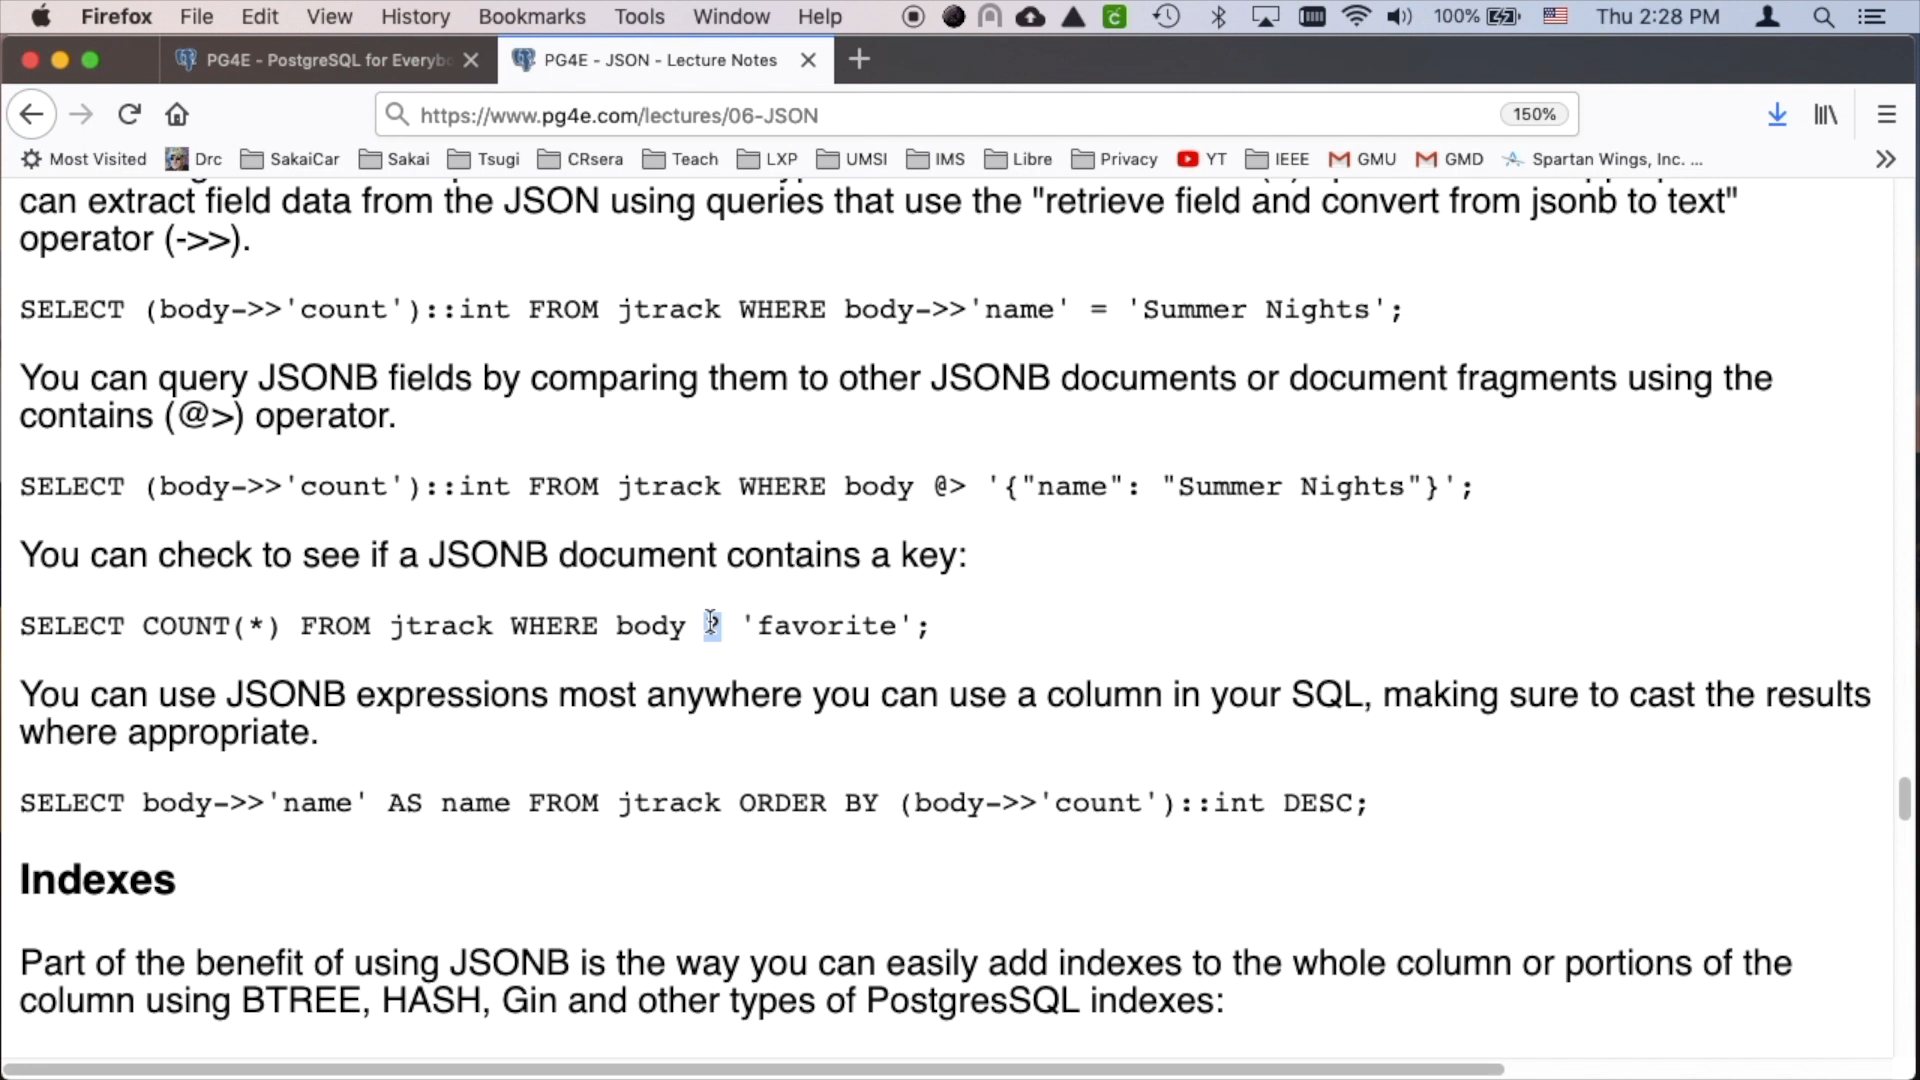 Firefox File Edit View History Bookmarks Tools Window Help 100% Thu 2:28 PM
PG4E - PostgreSQL for Everybo PG4E - JSON - Lecture Notes
https://www.pg4e.com/lectures/06-JSON 150%
Most Visited Drc SakaiCar Sakai Tsugi CRsera Teach LXP UMSI IMS Libre Privacy YT IEEE GMU GMD Spartan Wings, Inc. ...
can extract field data from the JSON using queries that use the "retrieve field and convert from jsonb to text"
operator (->>).
SELECT (body->>'count')::int FROM jtrack WHERE body->>'name' = 'Summer Nights';
You can query JSONB fields by comparing them to other JSONB documents or document fragments using the
contains (@>) operator.
SELECT (body->>'count')::int FROM jtrack WHERE body @> '{"name": "Summer Nights"}';
You can check to see if a JSONB document contains a key:
SELECT COUNT(*) FROM jtrack WHERE body ? 'favorite';
You can use JSONB expressions most anywhere you can use a column in your SQL, making sure to cast the results
where appropriate.
SELECT body->>'name' AS name FROM jtrack ORDER BY (body->>'count')::int DESC;
Indexes
Part of the benefit of using JSONB is the way you can easily add indexes to the whole column or portions of the
column using BTREE, HASH, Gin and other types of PostgresSQL indexes: